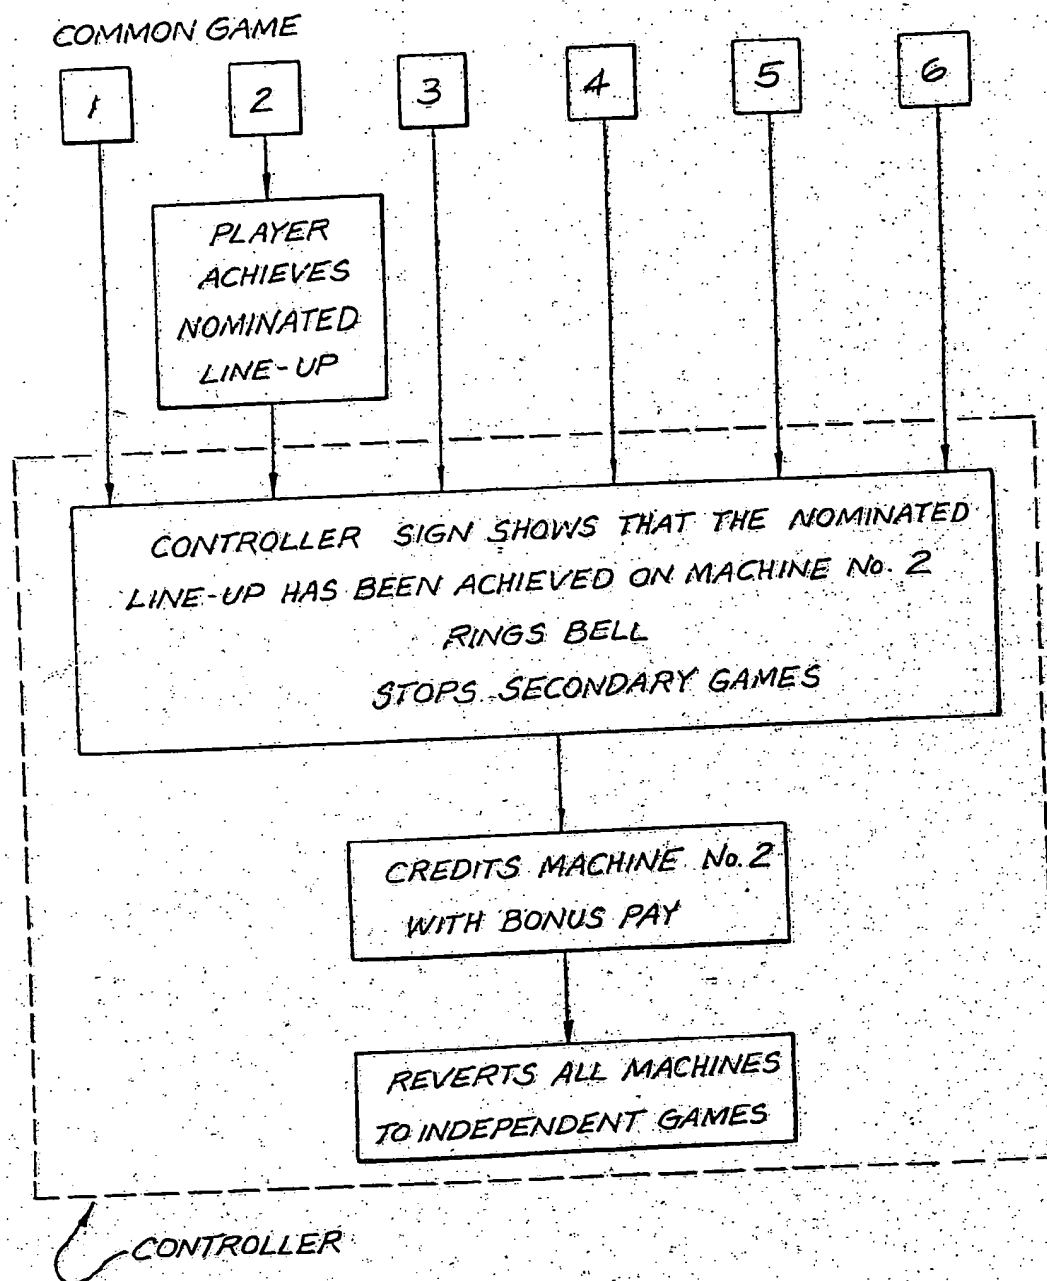 COMMON GAME
1 2 3 4 5 6
PLAYER
ACHIEVES
NOMINATED
LINE-UP
CONTROLLER SIGN SHOWS THAT THE NOMINATED
LINE-UP HAS BEEN ACHIEVED ON MACHINE No. 2
RINGS BELL
STOPS SECONDARY GAMES
CREDITS MACHINE No. 2
WITH BONUS PAY
REVERTS ALL MACHINES
TO INDEPENDENT GAMES
CONTROLLER